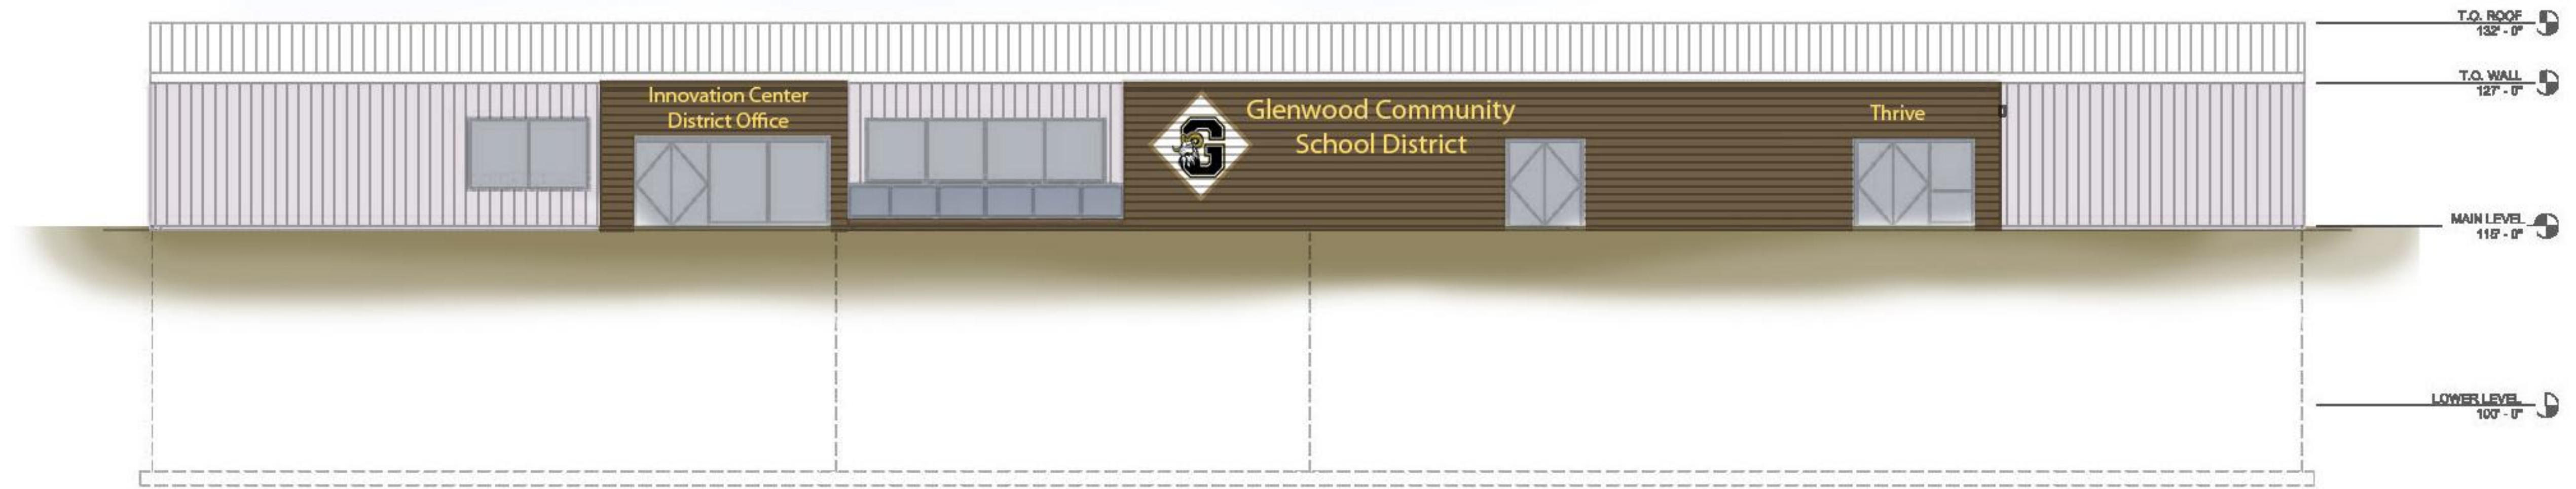 Innovation Center
District Office
G
Glenwood Community
School District
Thrive
T.O. ROOF
132' - 0"
T.O. WALL
127' - 0"
MAIN LEVEL
115' - 0"
LOWER LEVEL
100' - 0"